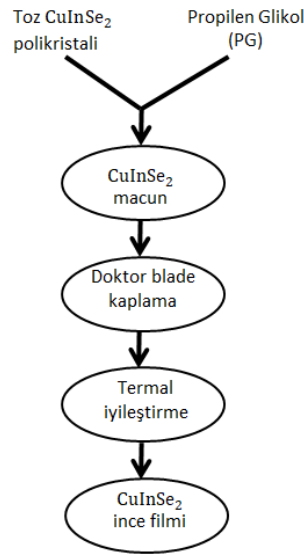 Toz CuInSe₂
polikristali
Propilen Glikol
(PG)
CuInSe₂
macun
Doktor blade
kaplama
Termal
iyileştirme
CuInSe₂
ince filmi